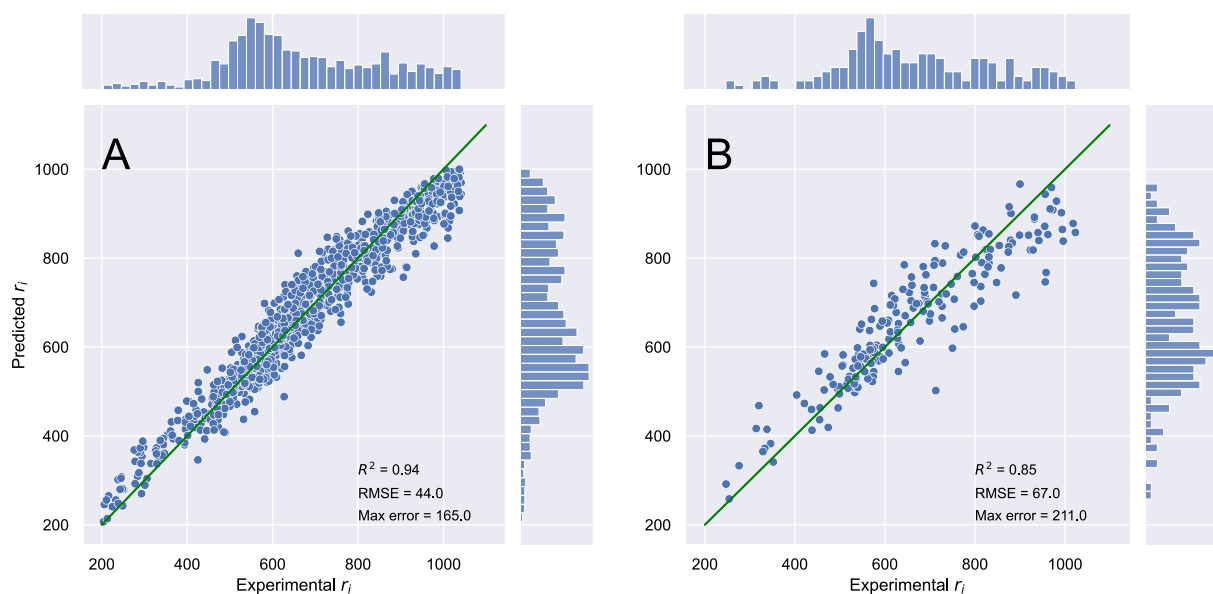 A
1000
800
600
400
200
Predicted r_i
R² = 0.94
RMSE = 44.0
Max error = 165.0
200 400 600 800 1000
Experimental r_i
B
1000
800
600
400
200
R² = 0.85
RMSE = 67.0
Max error = 211.0
200 400 600 800 1000
Experimental r_i